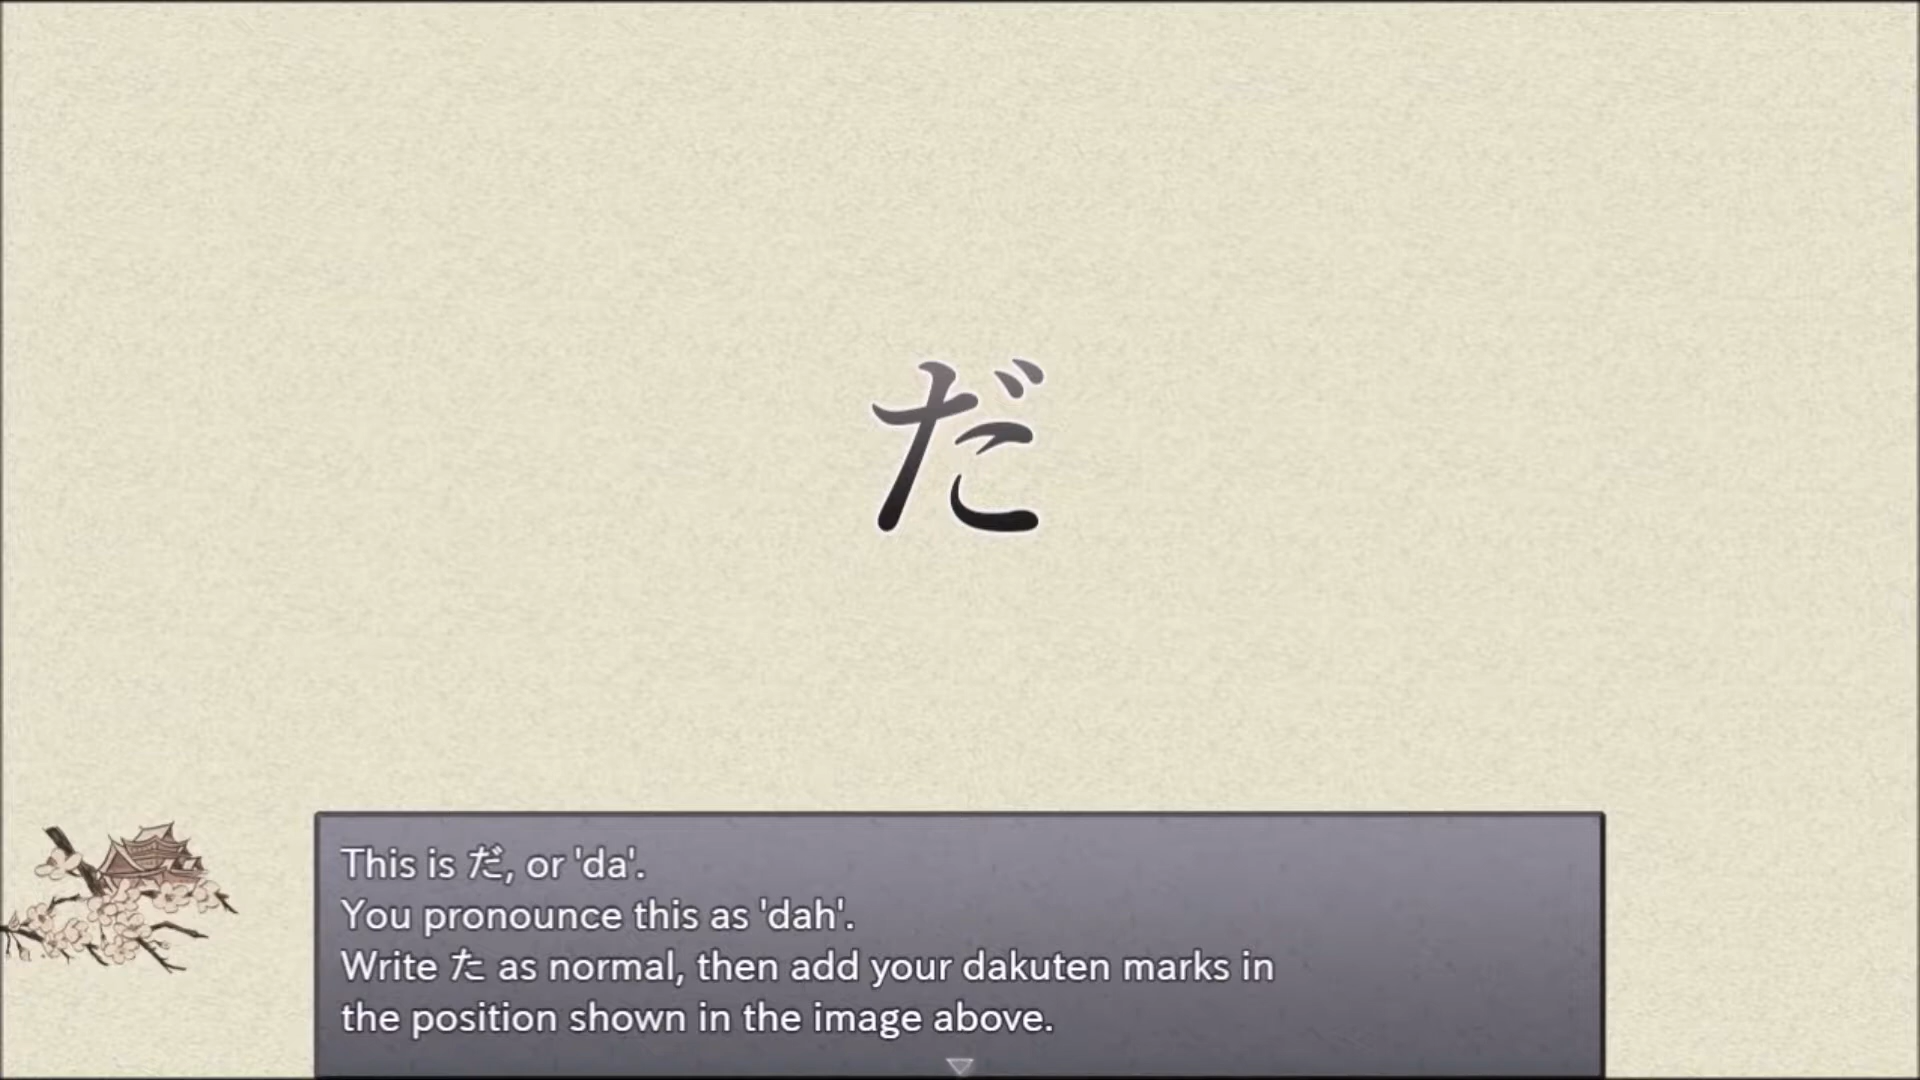 だ
This is だ, or 'da'.
You pronounce this as 'dah'.
Write た as normal, then add your dakuten marks in
the position shown in the image above.